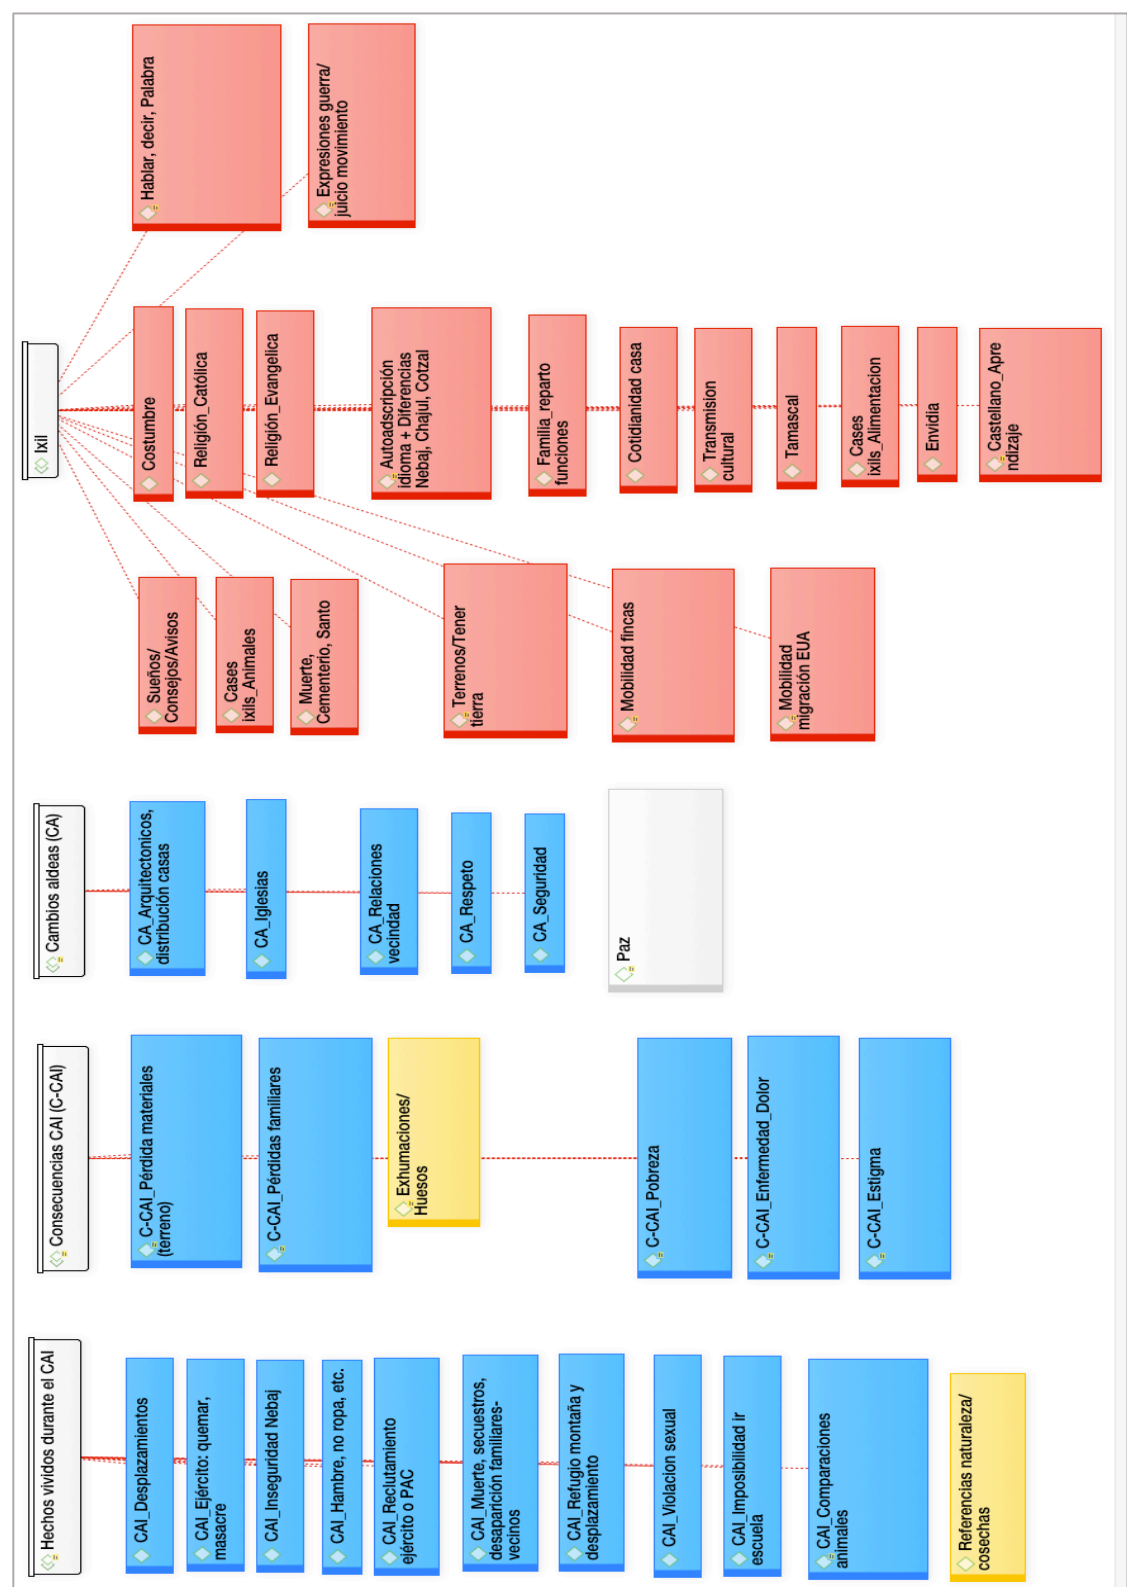 Hechos vividos durante el CAI
CAI_Desplazamientos
CAI_Ejército: quemar,
masacre
CAI_Inseguridad Nebaj
CAI_Hambre, no ropa, etc.
CAI_Reclutamiento
ejército o PAC
CAI_Muerte, secuestros,
desaparición familiares-
vecinos
CAI_Refugio montaña y
desplazamiento
CAI_Violacion sexual
CAI_Imposibilidad ir
escuela
CAI_Comparaciones
animales
Referencias naturaleza/
cosechas
Consecuencias CAI (C-CAI)
C-CAI_Pérdida materiales
(terreno)
C-CAI_Pérdidas familiares
Exhumaciones/
Huesos
C-CAI_Pobreza
C-CAI_Enfermedad_Dolor
C-CAI_Estigma
Cambios aldeas (CA)
CA_Arquitectonicos,
distribución casas
CA_Iglesias
CA_Relaciones
vecindad
CA_Respeto
CA_Seguridad
Paz
Ixil
Sueños/
Consejos/Avisos
Cases
ixils_Animales
Muerte,
Cementerio, Santo
Terrenos/Tener
tierra
Mobilidad fincas
Mobilidad
migración EUA
Costumbre
Religión_Católica
Religión_Evangelica
Autoadscripción
idioma + Diferencias
Nebaj, Chajul, Cotzal
Familia_reparto
funciones
Cotidianidad casa
Transmision
cultural
Tamascal
Cases
ixils_Alimentacion
Envidia
Castellano_Apre
ndizaje
Hablar, decir, Palabra
Expresiones guerra/
juicio movimiento